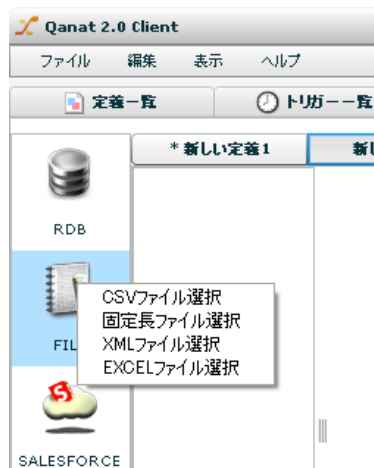 Qanat 2.0 Client
ファイル 編集 表示 ヘルプ
定義一覧 トリガー一覧
* 新しい定義1 新し
RDB
CSVファイル選択
固定長ファイル選択
FIL XMLファイル選択
EXCELファイル選択
SALESFORCE